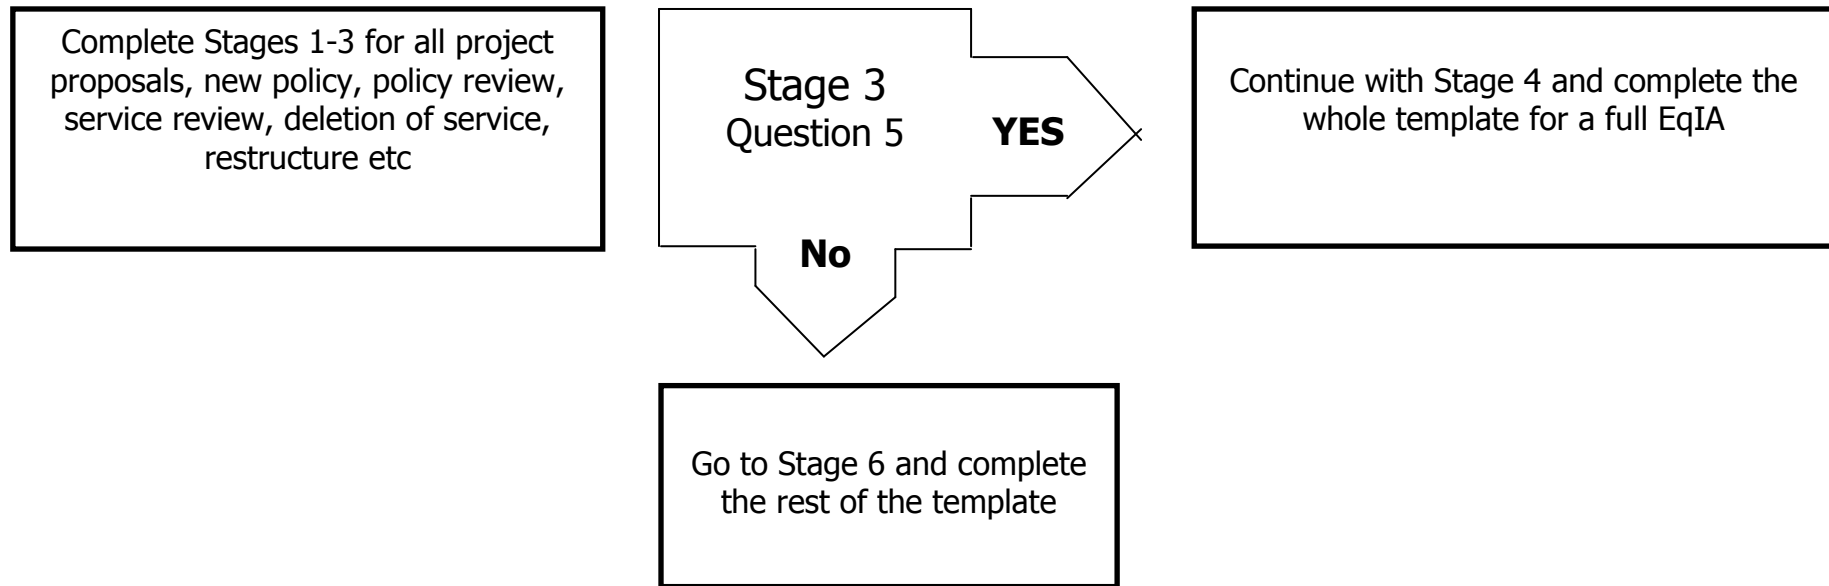 Complete Stages 1-3 for all project
proposals, new policy, policy review,
service review, deletion of service,
restructure etc
Stage 3
Question 5
YES
No
Continue with Stage 4 and complete the
whole template for a full EqIA
Go to Stage 6 and complete
the rest of the template